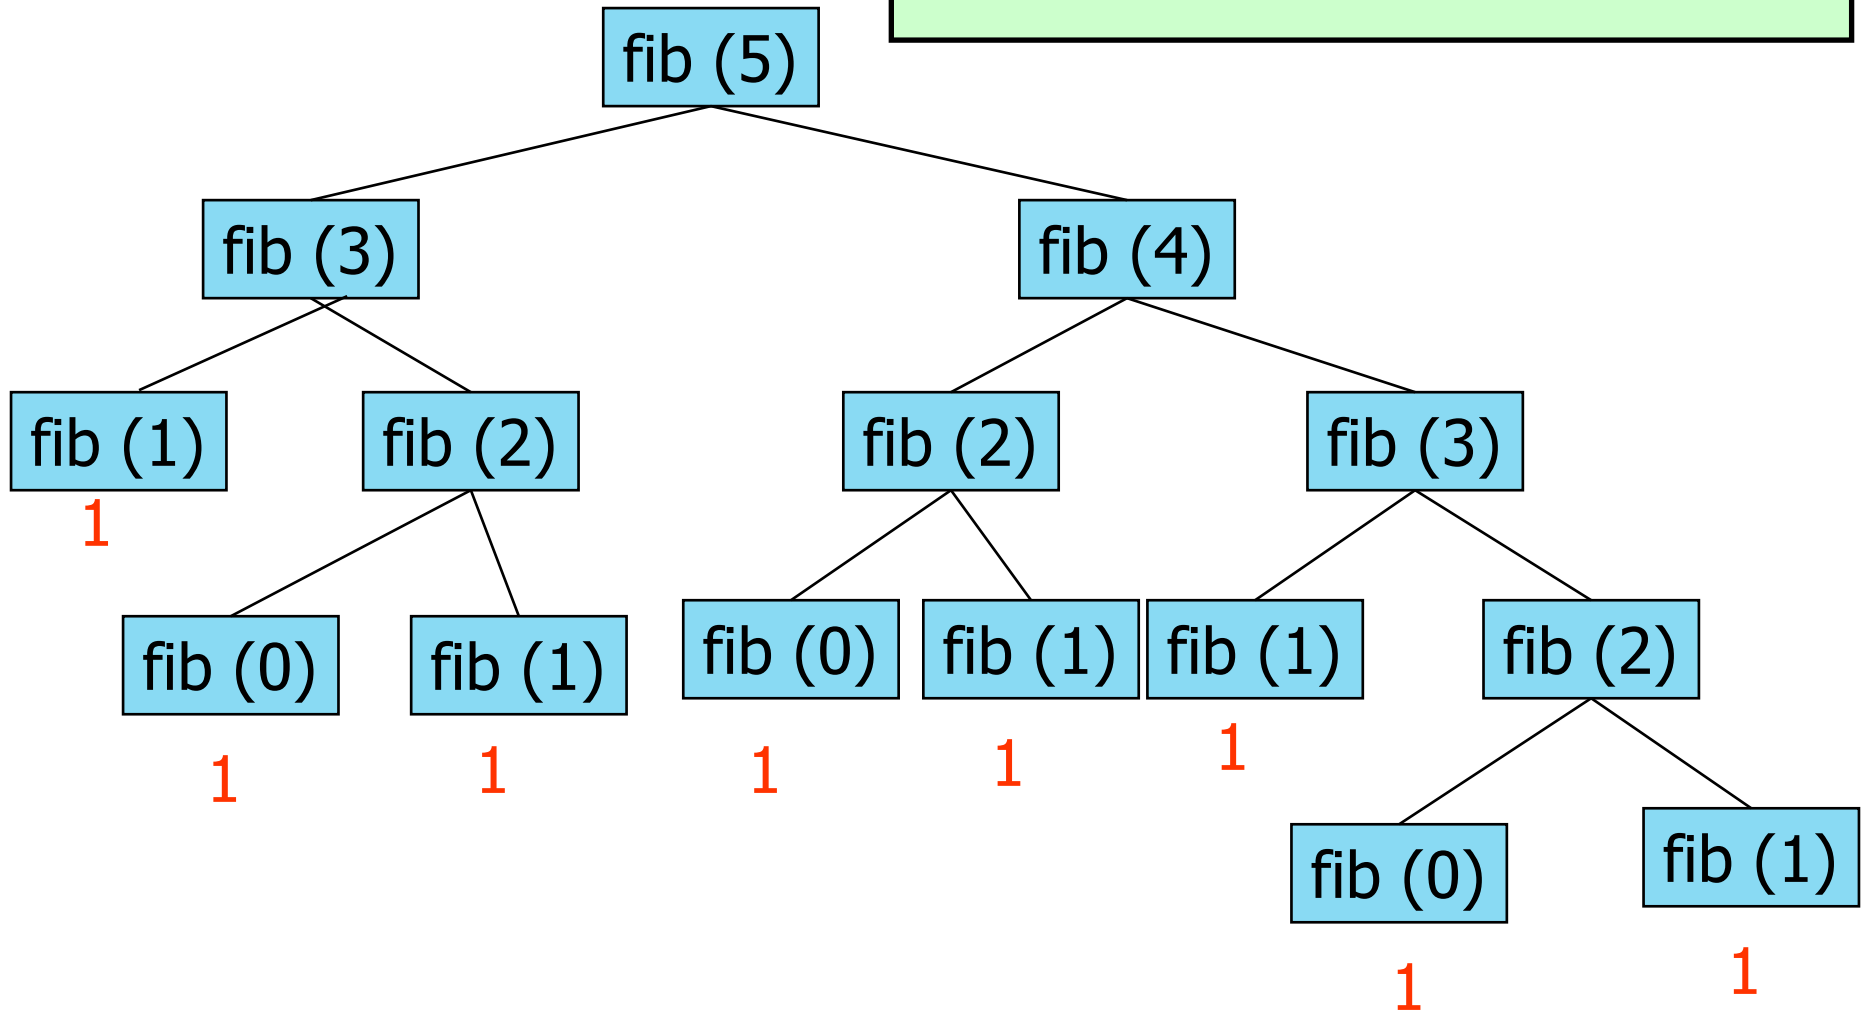 fib (5)
fib (3) fib (4)
fib (1) fib (2) fib (2) fib (3)
1
fib (0) fib (1) fib (0) fib (1) fib (1) fib (2)
1 1 1 1 1
fib (0) fib (1)
1 1